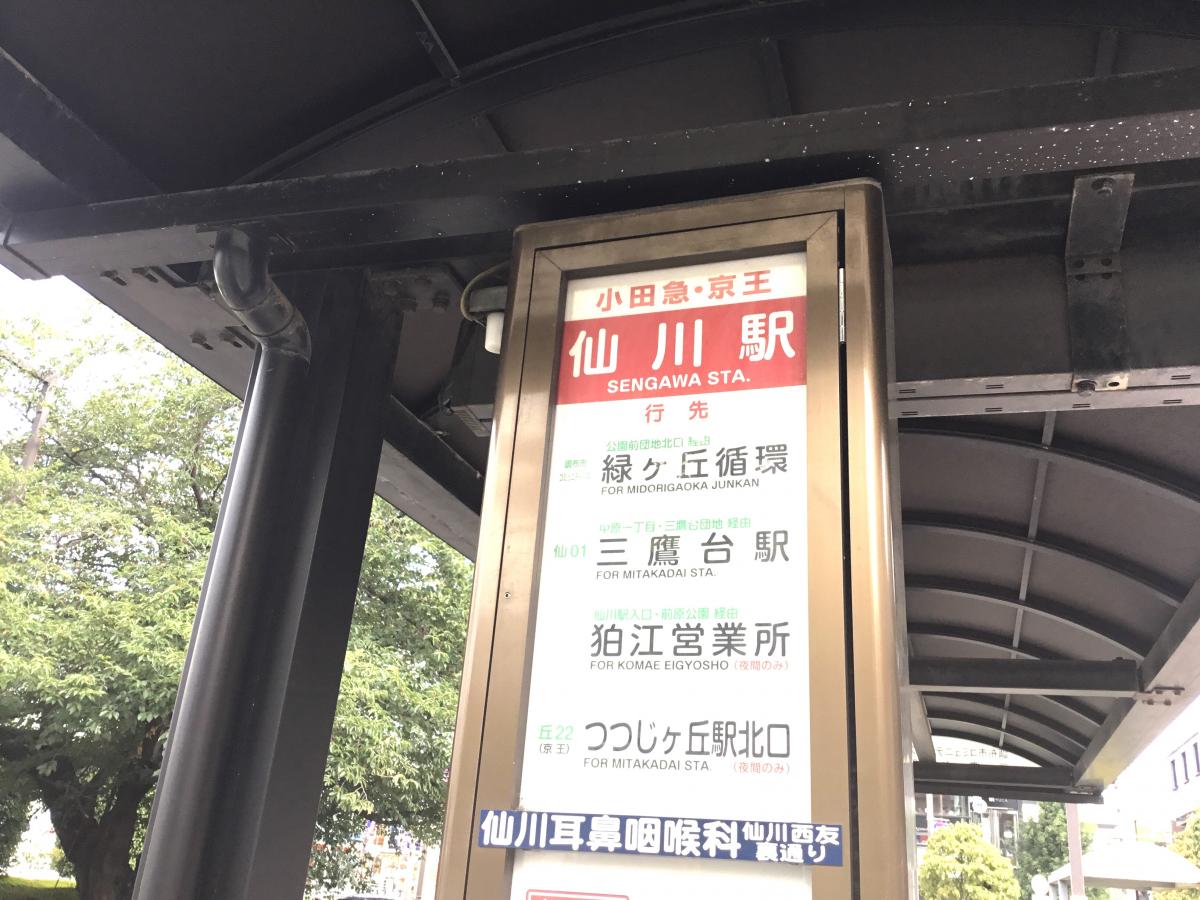 小田急・京王
仙川駅
SENGAWA STA.
行先
公園前団地北口 経由
調布市
緑ヶ丘循環
FOR MIDORIGAOKA JUNKAN
中原一丁目・三鷹台団地 経由
仙01 三鷹台駅
FOR MITAKADAI STA.
仙川駅入口・前原公園 経由
狛江営業所
FOR KOMAE EIGYOSHO (夜間のみ)
丘22 つつじヶ丘駅北口
(京王) FOR MITAKADAI STA. (夜間のみ)
仙川耳鼻咽喉科 仙川西友
裏通り